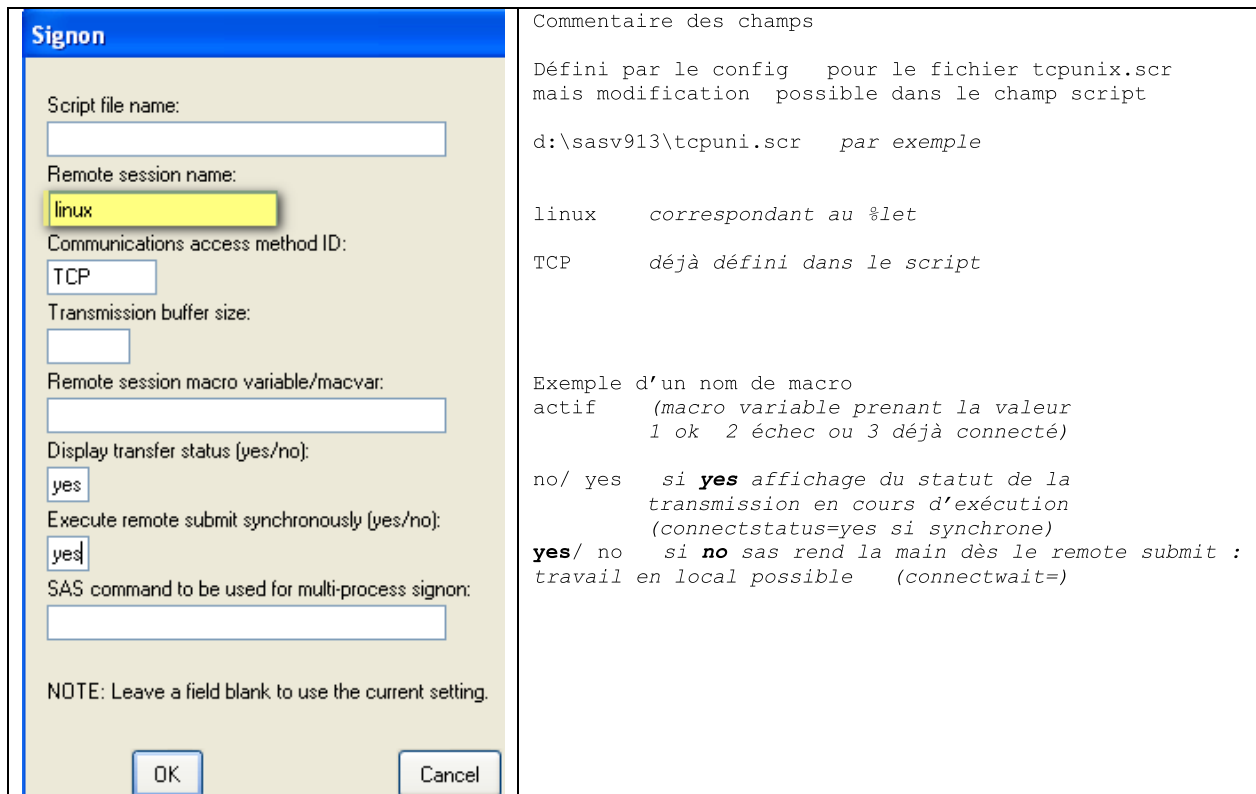 Signon
Script file name:
Remote session name:
linux
Communications access method ID:
TCP
Transmission buffer size:
Remote session macro variable/macvar:
Display transfer status (yes/no):
yes
Execute remote submit synchronously (yes/no):
yes
SAS command to be used for multi-process signon:
NOTE: Leave a field blank to use the current setting.
OK
Cancel
Commentaire des champs
Défini par le config pour le fichier tcpunix.scr
mais modification possible dans le champ script
d:\sasv913\tcpuni.scr par exemple
linux correspondant au %let
TCP déjà défini dans le script
Exemple d'un nom de macro
actif (macro variable prenant la valeur
1 ok 2 échec ou 3 déjà connecté)
no/ yes si yes affichage du statut de la
transmission en cours d'exécution
(connectstatus=yes si synchrone)
yes/ no si no sas rend la main dès le remote submit :
travail en local possible (connectwait=)